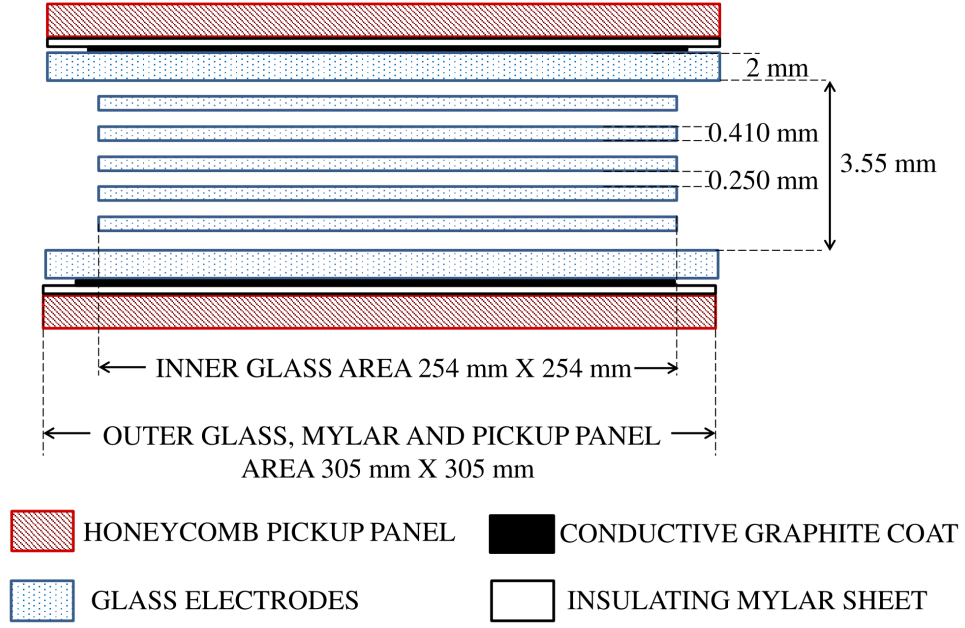 2 mm
0.410 mm
3.55 mm
0.250 mm
INNER GLASS AREA 254 mm X 254 mm
OUTER GLASS, MYLAR AND PICKUP PANEL
AREA 305 mm X 305 mm
HONEYCOMB PICKUP PANEL
CONDUCTIVE GRAPHITE COAT
GLASS ELECTRODES
INSULATING MYLAR SHEET